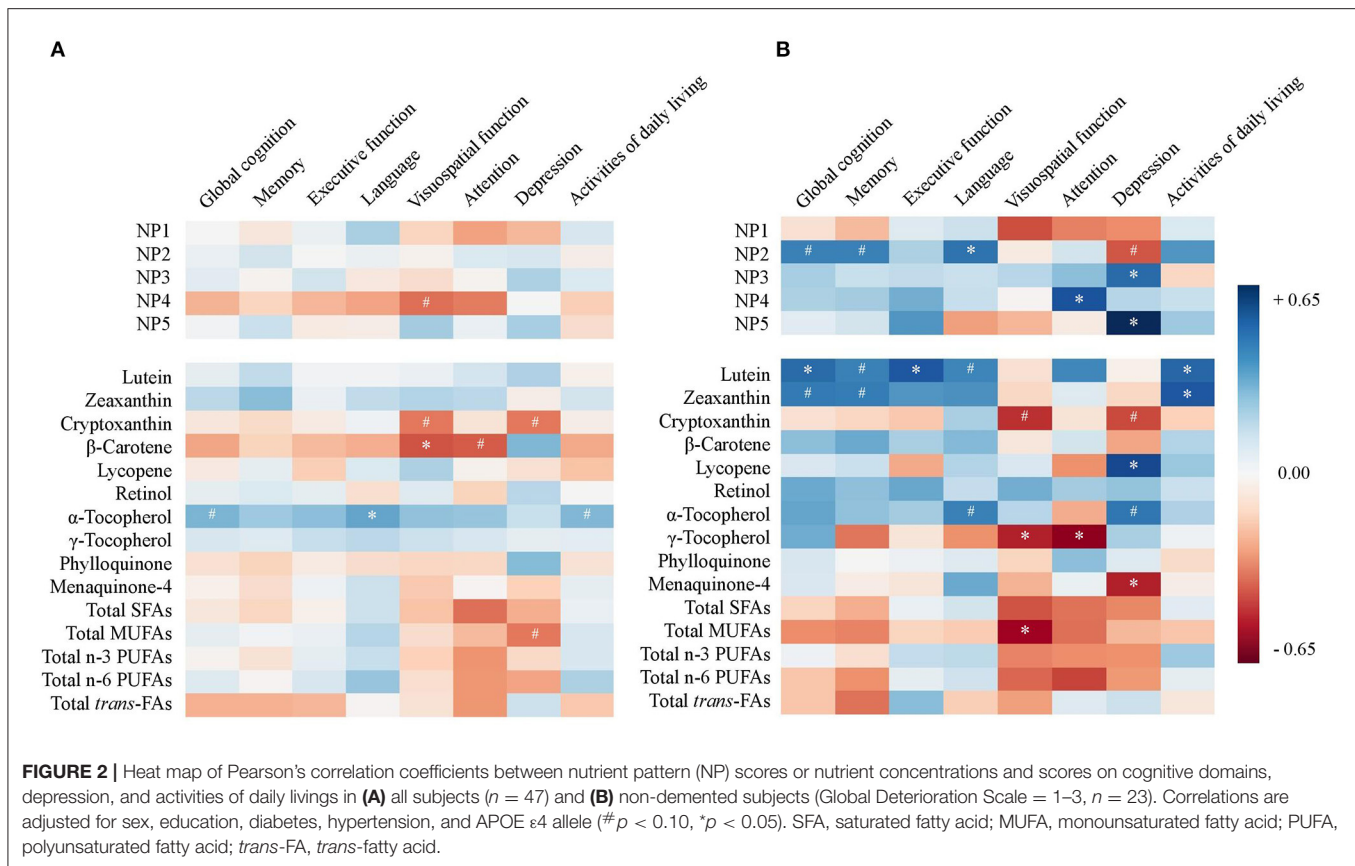 A
B
Global cognition
Memory
Executive function
Language
Visuospatial function
Attention
Depression
Activities of daily living
Global cognition
Memory
Executive function
Language
Visuospatial function
Attention
Depression
Activities of daily living
NP1
NP2
NP3
NP4 #
NP5
Lutein
Zeaxanthin
Cryptoxanthin # #
β-Carotene * #
Lycopene
Retinol
α-Tocopherol # * #
γ-Tocopherol
Phylloquinone
Menaquinone-4
Total SFAs
Total MUFAs #
Total n-3 PUFAs
Total n-6 PUFAs
Total trans-FAs
NP1
NP2 # # * #
NP3 *
NP4 *
NP5 *
Lutein * # * # *
Zeaxanthin # # *
Cryptoxanthin # #
β-Carotene
Lycopene *
Retinol
α-Tocopherol # #
γ-Tocopherol * *
Phylloquinone
Menaquinone-4 *
Total SFAs
Total MUFAs *
Total n-3 PUFAs
Total n-6 PUFAs
Total trans-FAs
+ 0.65
0.00
- 0.65
FIGURE 2 | Heat map of Pearson's correlation coefficients between nutrient pattern (NP) scores or nutrient concentrations and scores on cognitive domains,
depression, and activities of daily livings in (A) all subjects (n = 47) and (B) non-demented subjects (Global Deterioration Scale = 1–3, n = 23). Correlations are
adjusted for sex, education, diabetes, hypertension, and APOE ε4 allele (#p < 0.10, *p < 0.05). SFA, saturated fatty acid; MUFA, monounsaturated fatty acid; PUFA,
polyunsaturated fatty acid; trans-FA, trans-fatty acid.